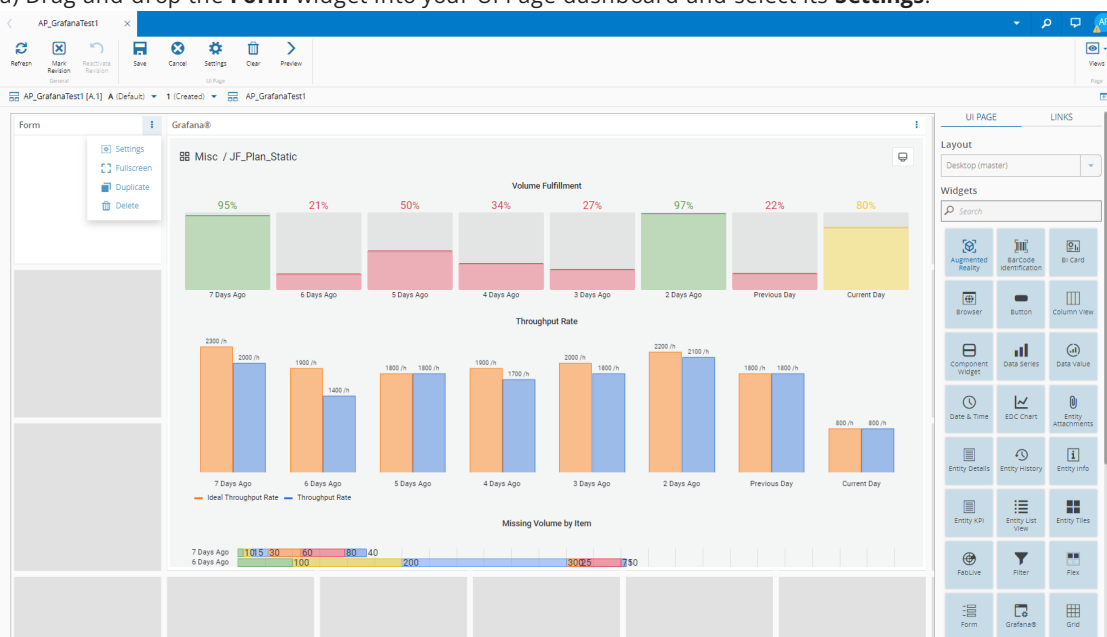 a) Drag and drop the Form widget into your UI Page dashboard and select its Settings.
AP_GrafanaTest1
AP
Refresh
Mark Revision
Reactivate Revision
Save
Cancel
Settings
Clear
Preview
Views
General
UI Page
Page
AP_GrafanaTest1 [A.1] A (Default) 1 (Created) AP_GrafanaTest1
Form
Settings
Fullscreen
Duplicate
Delete
Grafana®
Misc / JF_Plan_Static
Volume Fulfillment
95% 21% 50% 34% 27% 97% 22% 80%
7 Days Ago 6 Days Ago 5 Days Ago 4 Days Ago 3 Days Ago 2 Days Ago Previous Day Current Day
Throughput Rate
2300 /h 2000 /h 1900 /h 1400 /h 1800 /h 1800 /h 1900 /h 1700 /h 2000 /h 1800 /h 2200 /h 2100 /h 1800 /h 1800 /h 800 /h 800 /h
7 Days Ago 6 Days Ago 5 Days Ago 4 Days Ago 3 Days Ago 2 Days Ago Previous Day Current Day
Ideal Throughput Rate Throughput Rate
Missing Volume by Item
7 Days Ago 10 15 30 60 80 40
6 Days Ago 100 200 300 25 75
UI PAGE LINKS
Layout
Desktop (master)
Widgets
Search
Augmented Reality
BarCode Identification
BI Card
Browser
Button
Column View
Component Widget
Data Series
Data Value
Date & Time
EDC Chart
Entity Attachments
Entity Details
Entity History
Entity Info
Entity KPI
Entity List View
Entity Tiles
FabLive
Filter
Flex
Form
Grafana®
Grid